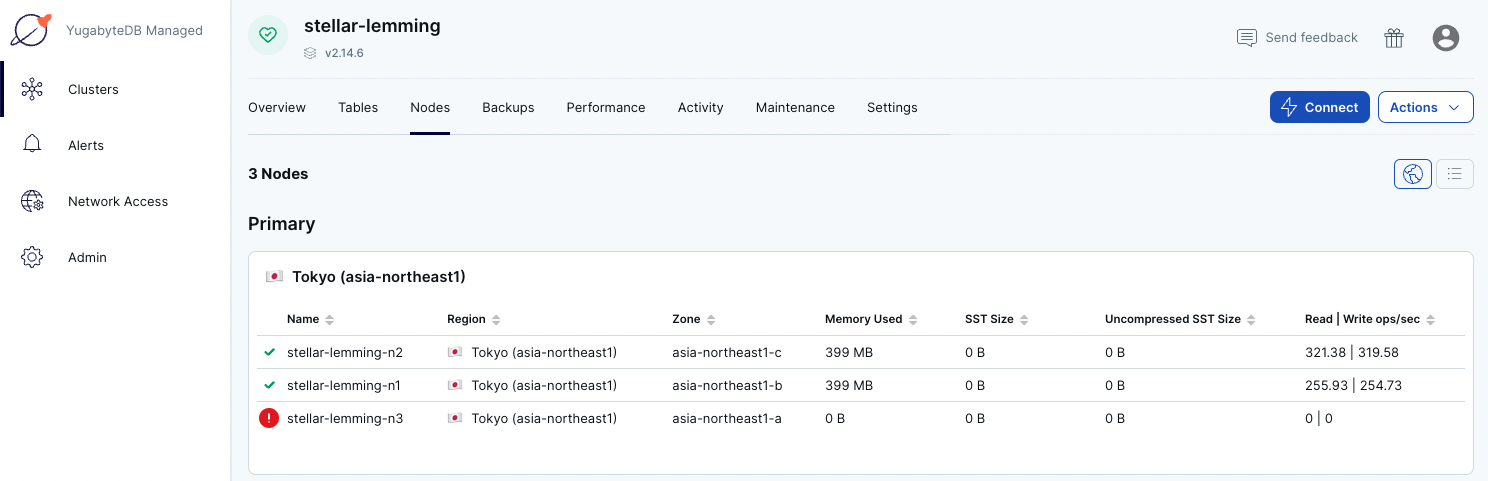 YugabyteDB Managed
Clusters
Alerts
Network Access
Admin
stellar-lemming
v2.14.6
Send feedback
Overview Tables Nodes Backups Performance Activity Maintenance Settings
Connect Actions
3 Nodes
Primary
Tokyo (asia-northeast1)
Name Region Zone Memory Used SST Size Uncompressed SST Size Read | Write ops/sec
stellar-lemming-n2 Tokyo (asia-northeast1) asia-northeast1-c 399 MB 0 B 0 B 321.38 | 319.58
stellar-lemming-n1 Tokyo (asia-northeast1) asia-northeast1-b 399 MB 0 B 0 B 255.93 | 254.73
stellar-lemming-n3 Tokyo (asia-northeast1) asia-northeast1-a 0 B 0 B 0 B 0 | 0